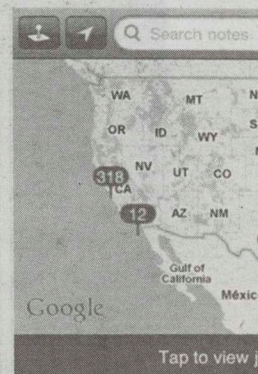 Search notes
WA
MT
N
OR
ID
WY
S
NV
UT
CO
318
CA
12
AZ
NM
Gulf of
California
Méxic
Google
Tap to view j